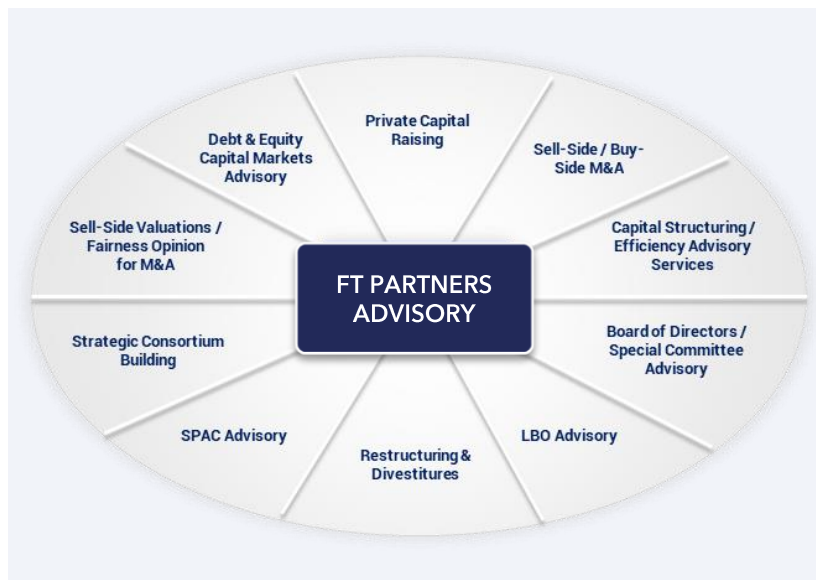 Private Capital
Raising
Sell-Side / Buy-
Side M&A
Capital Structuring /
Efficiency Advisory
Services
Board of Directors /
Special Committee
Advisory
LBO Advisory
Restructuring &
Divestitures
SPAC Advisory
Strategic Consortium
Building
Sell-Side Valuations /
Fairness Opinion
for M&A
Debt & Equity
Capital Markets
Advisory
FT PARTNERS
ADVISORY